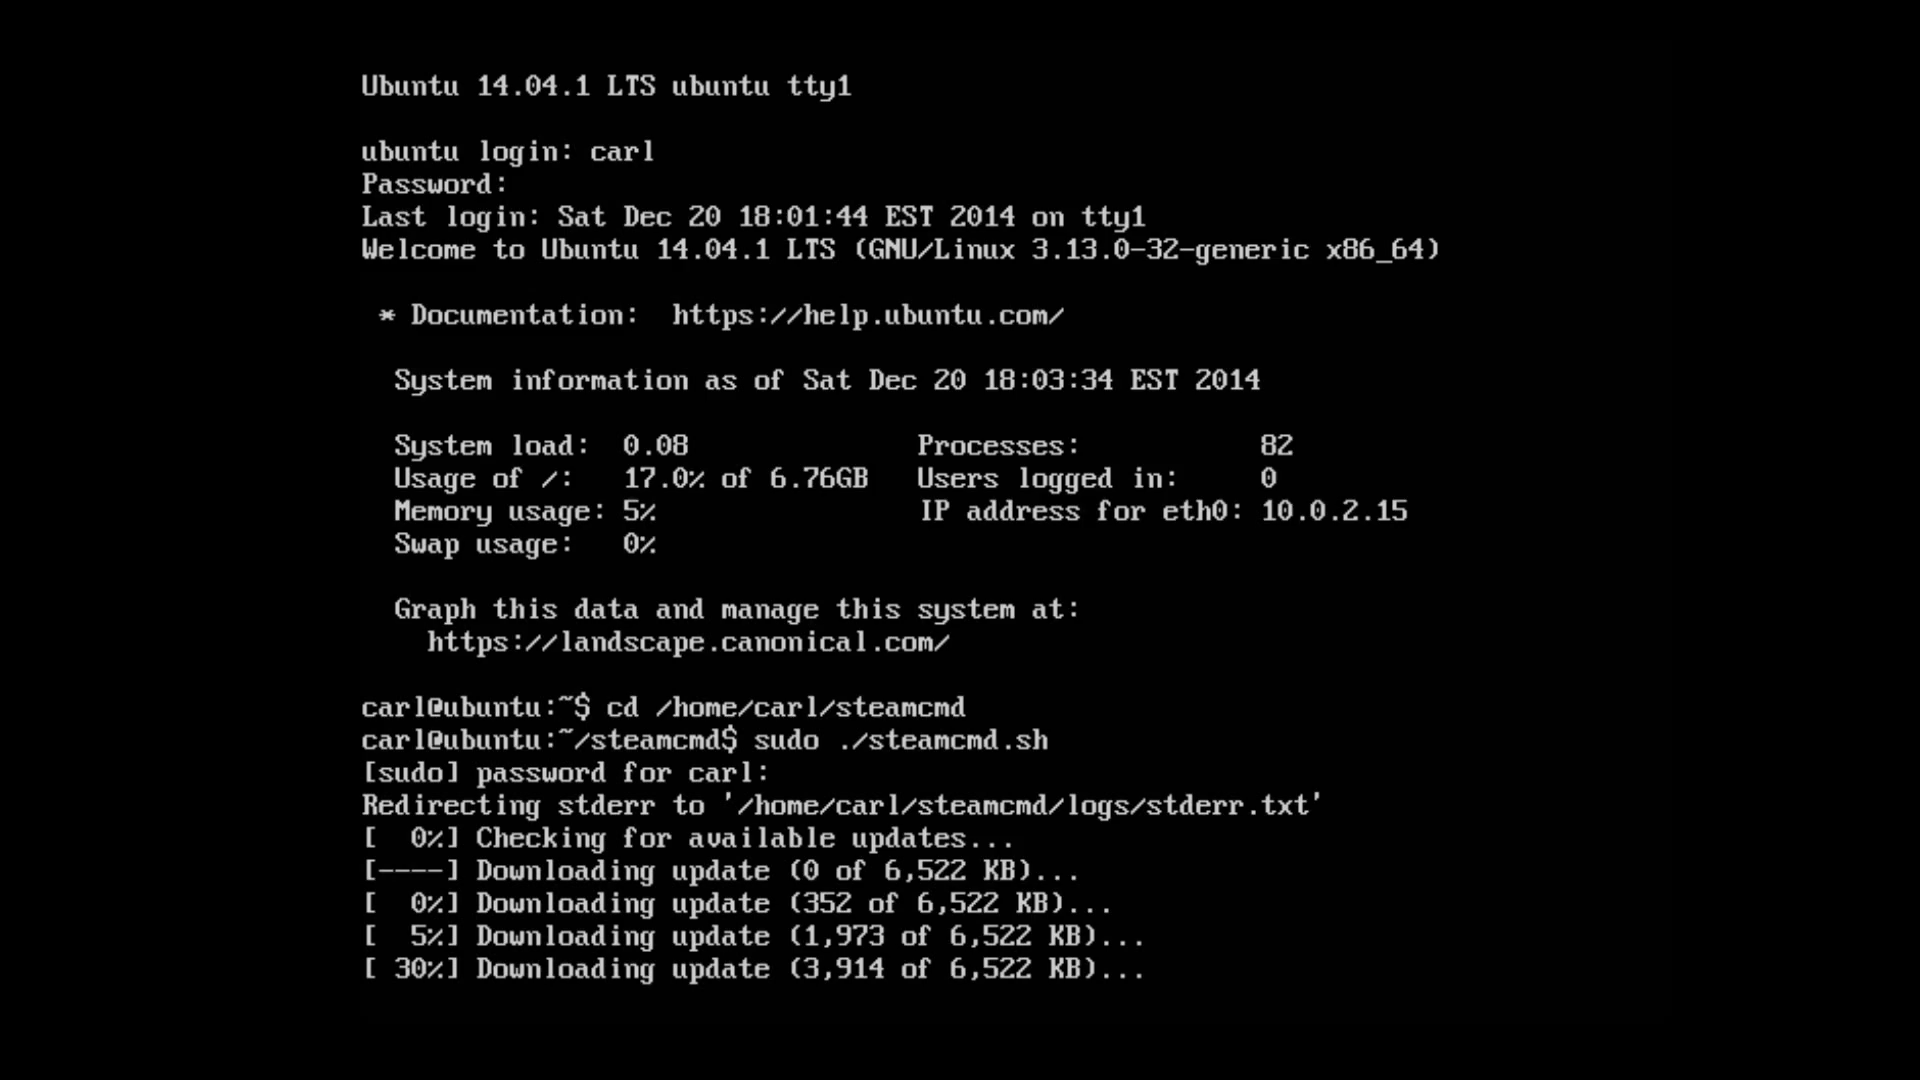 Ubuntu 14.04.1 LTS ubuntu tty1
ubuntu login: carl
Password:
Last login: Sat Dec 20 18:01:44 EST 2014 on tty1
Welcome to Ubuntu 14.04.1 LTS (GNU/Linux 3.13.0-32-generic x86_64)
* Documentation:  https://help.ubuntu.com/
System information as of Sat Dec 20 18:03:34 EST 2014
System load:  0.08              Processes:           82
Usage of /:   17.0% of 6.76GB   Users logged in:     0
Memory usage: 5%                IP address for eth0: 10.0.2.15
Swap usage:   0%
Graph this data and manage this system at:
https://landscape.canonical.com/
carl@ubuntu:~$ cd /home/carl/steamcmd
carl@ubuntu:~/steamcmd$ sudo ./steamcmd.sh
[sudo] password for carl:
Redirecting stderr to '/home/carl/steamcmd/logs/stderr.txt'
[  0%] Checking for available updates...
[----] Downloading update (0 of 6,522 KB)...
[  0%] Downloading update (352 of 6,522 KB)...
[  5%] Downloading update (1,973 of 6,522 KB)...
[ 30%] Downloading update (3,914 of 6,522 KB)...